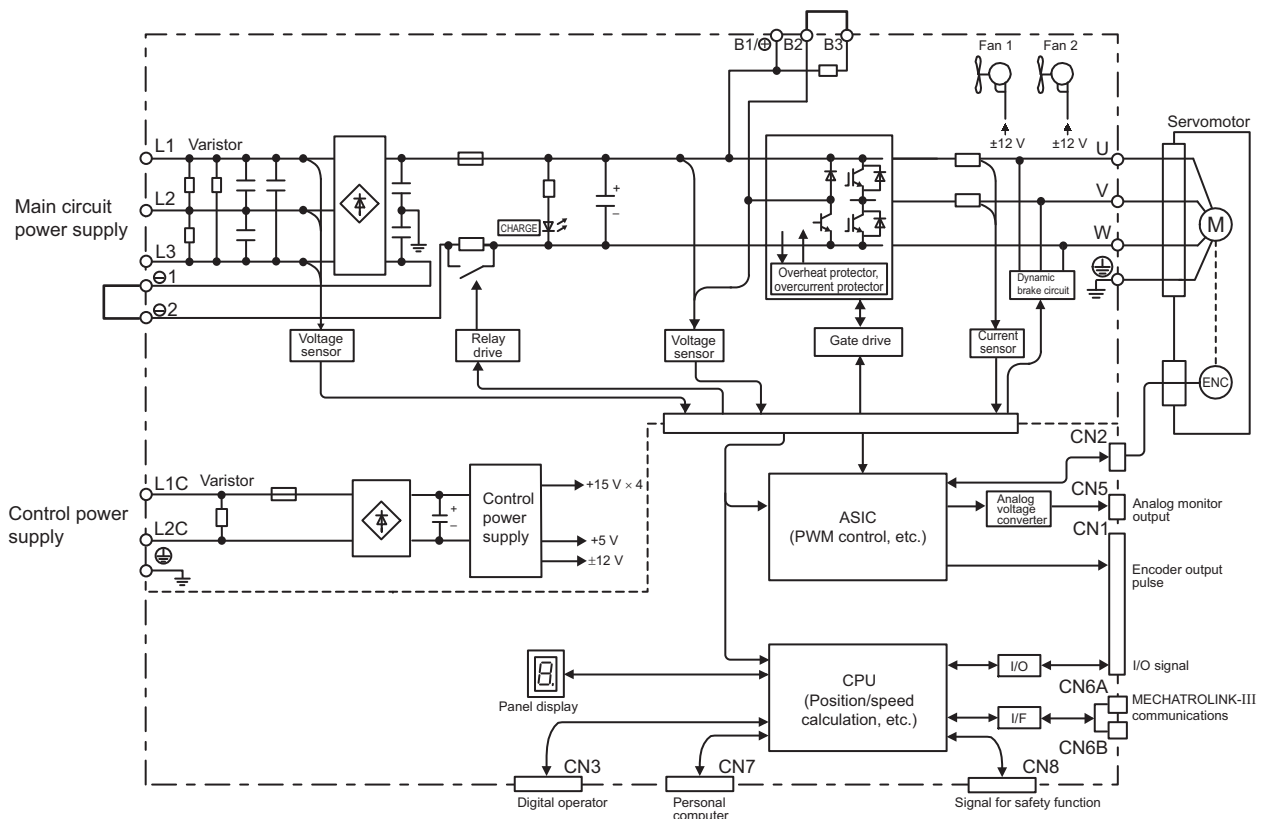 B1/⊕ B2 B3
Fan 1 Fan 2
±12 V ±12 V
Servomotor
Main circuit
power supply
L1 Varistor
L2
L3
⊖1
⊖2
CHARGE
+
–
Overheat protector,
overcurrent protector
U
V
W
M
Dynamic
brake circuit
Voltage
sensor
Relay
drive
Voltage
sensor
Gate drive
Current
sensor
ENC
Control power
supply
L1C Varistor
L2C
+
–
Control
power
supply
+15 V × 4
+5 V
±12 V
ASIC
(PWM control, etc.)
Analog
voltage
converter
CN2
CN5
Analog monitor
output
CN1
Encoder output
pulse
I/O signal
CPU
(Position/speed
calculation, etc.)
I/O
I/F
CN6A
MECHATROLINK-III
communications
CN6B
8.
Panel display
CN3
Digital operator
CN7
Personal
computer
CN8
Signal for safety function